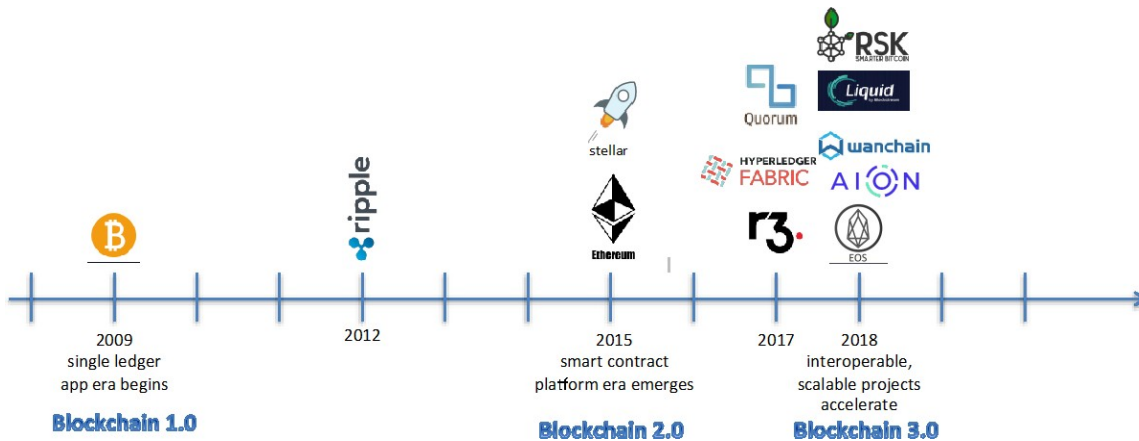 RSK
SMARTER BITCOIN
Liquid
by Blockstream
Quorum
stellar
wanchain
HYPERLEDGER
FABRIC
AION
ripple
r3.
Ethereum
EOS
2009
single ledger
app era begins
Blockchain 1.0
2012
2015
smart contract
platform era emerges
Blockchain 2.0
2017
2018
interoperable,
scalable projects
accelerate
Blockchain 3.0